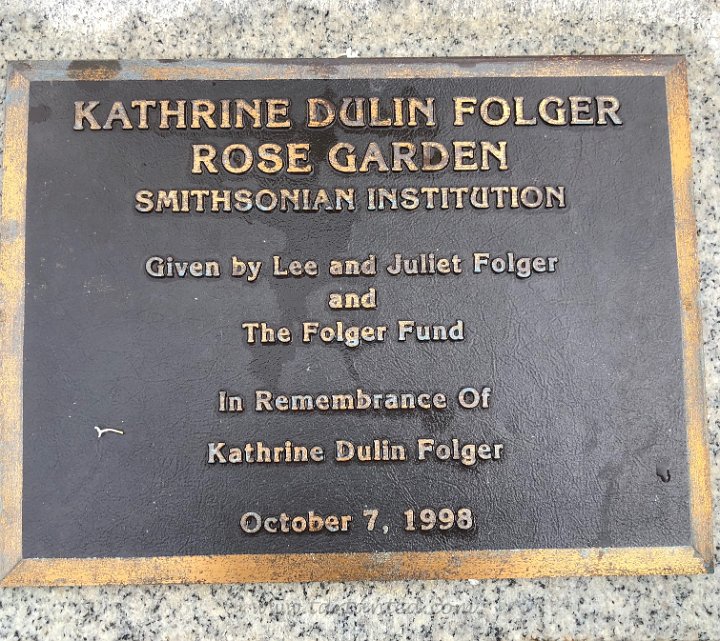 KATHRINE DULIN FOLGER
ROSE GARDEN
SMITHSONIAN INSTITUTION
Given by Lee and Juliet Folger
and
The Folger Fund
In Remembrance Of
Kathrine Dulin Folger
October 7, 1998